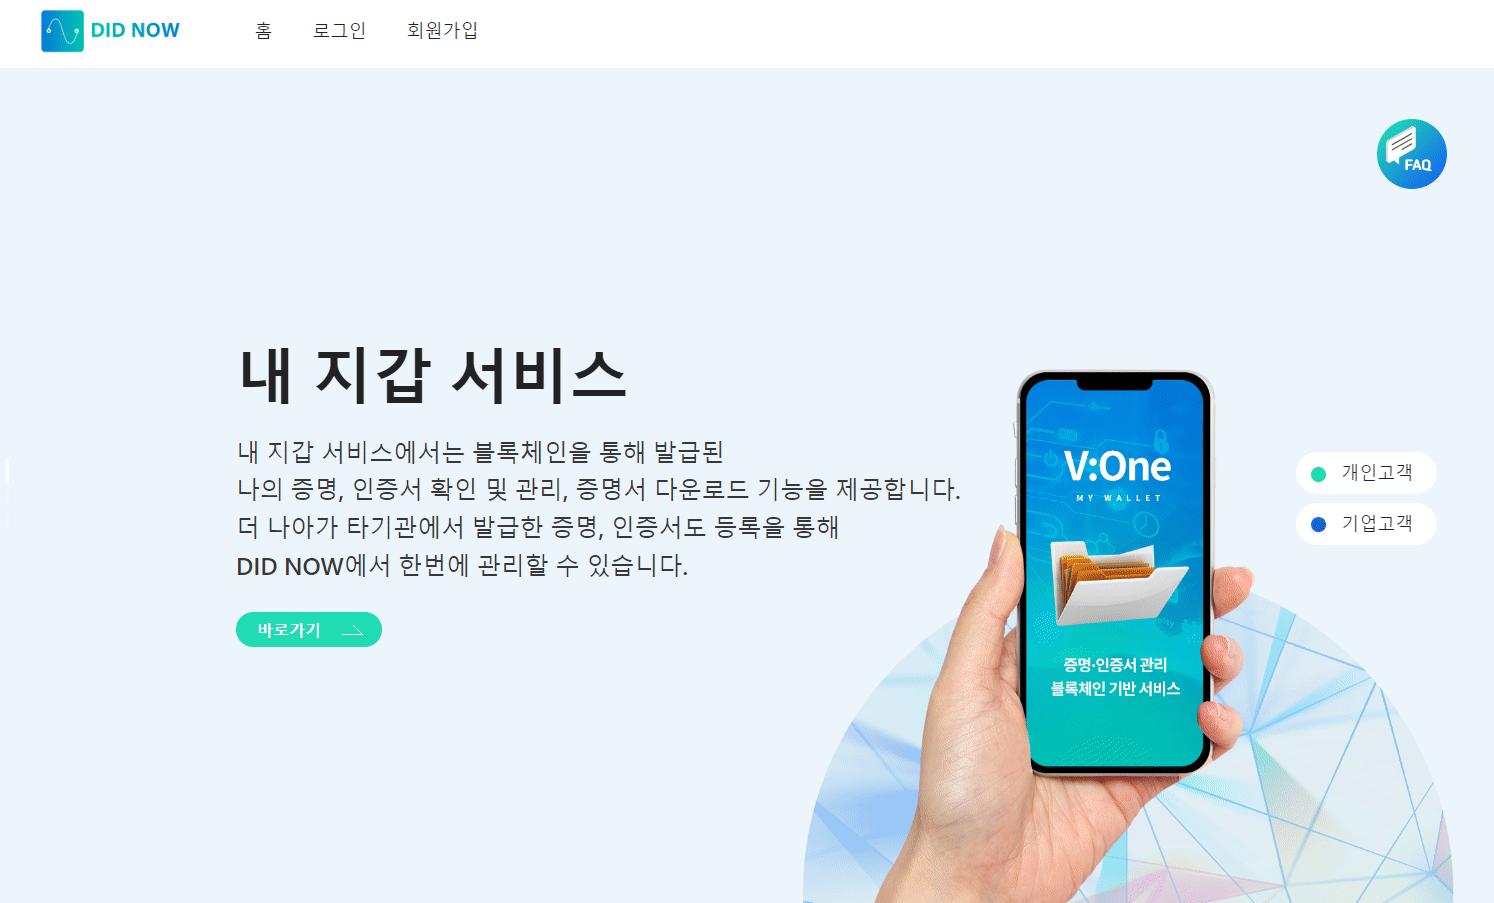 DID NOW
홈 로그인 회원가입
FAQ
내 지갑 서비스
내 지갑 서비스에서는 블록체인을 통해 발급된
나의 증명, 인증서 확인 및 관리, 증명서 다운로드 기능을 제공합니다.
더 나아가 타기관에서 발급한 증명, 인증서도 등록을 통해
DID NOW에서 한번에 관리할 수 있습니다.
바로가기
V:One
MY WALLET
증명·인증서 관리
블록체인 기반 서비스
개인고객
기업고객